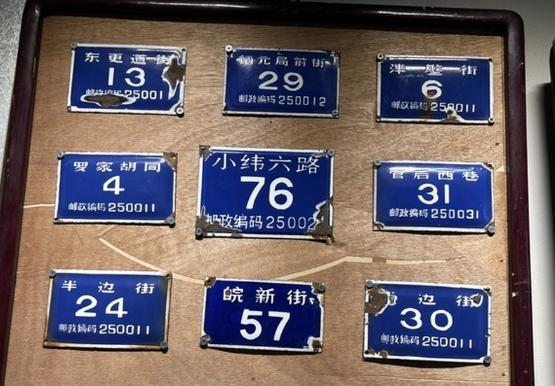 东更道街
13
邮政编码 25001
剪元局前街
29
邮政编码 250012
泮壁街
6
邮政编码 250011
罗家胡同
4
邮政编码 250011
小纬六路
76
邮政编码 25002
官后西巷
31
邮政编码 250031
半边街
24
邮政编码 250011
皖新街
57
边街
30
邮政编码 250011